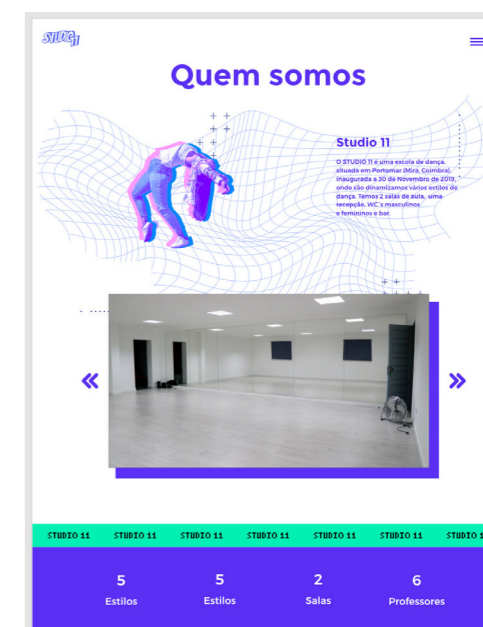 STUDIO 11
Quem somos
Studio 11
O STUDIO 11 é uma escola de dança,
situada em Portomar (Mira, Coimbra),
inaugurada a 30 de Novembro de 2019,
onde são dinamizamos vários estilos de
dança. Temos 2 salas de aula, uma
recepção, WC´s masculinos
e femininos e bar.
STUDIO 11 STUDIO 11 STUDIO 11 STUDIO 11 STUDIO 11 STUDIO 11 STUDIO 1
5 5 2 6
Estilos Estilos Salas Professores